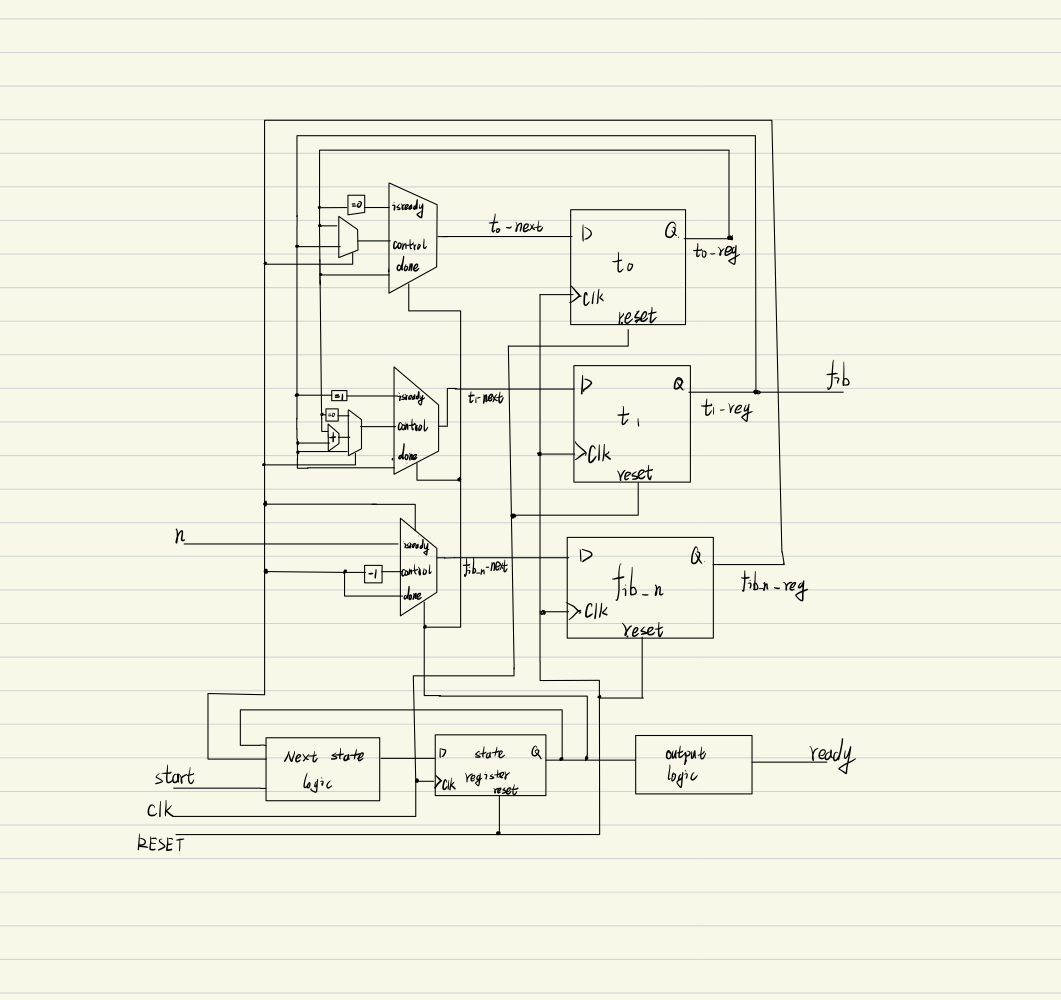 =0
isready
control
done
t0-next
D
Q
t0
t0-reg
Clk
reset
=1
isready
=0
control
+
done
t1-next
D
Q
t1
t1-reg
fib
Clk
reset
n
isready
-1
control
done
fib_n-next
D
Q
fib_n
fib_n-reg
Clk
reset
Next state
logic
D
state
Q
Clk
register
reset
output
logic
ready
start
Clk
RESET